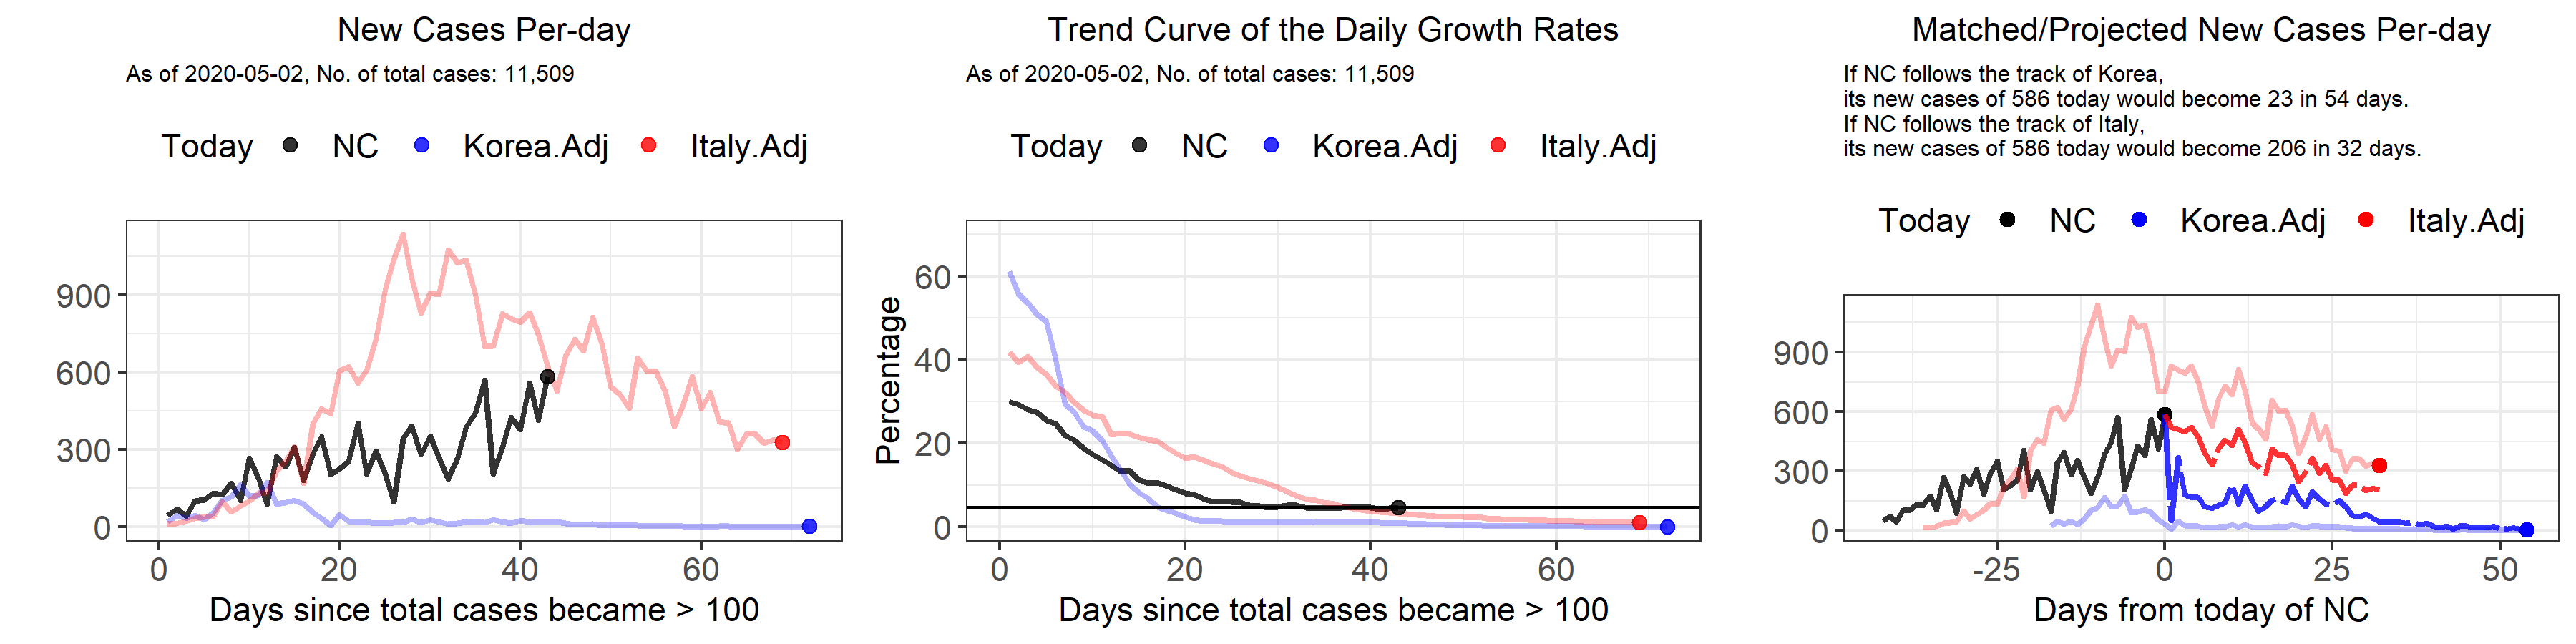 New Cases Per-day
As of 2020-05-02, No. of total cases: 11,509
Today NC Korea.Adj Italy.Adj
900
600
300
0
0 20 40 60
Days since total cases became > 100
Trend Curve of the Daily Growth Rates
As of 2020-05-02, No. of total cases: 11,509
Today NC Korea.Adj Italy.Adj
Percentage
60
40
20
0
0 20 40 60
Days since total cases became > 100
Matched/Projected New Cases Per-day
If NC follows the track of Korea,
its new cases of 586 today would become 23 in 54 days.
If NC follows the track of Italy,
its new cases of 586 today would become 206 in 32 days.
Today NC Korea.Adj Italy.Adj
900
600
300
0
-25 0 25 50
Days from today of NC